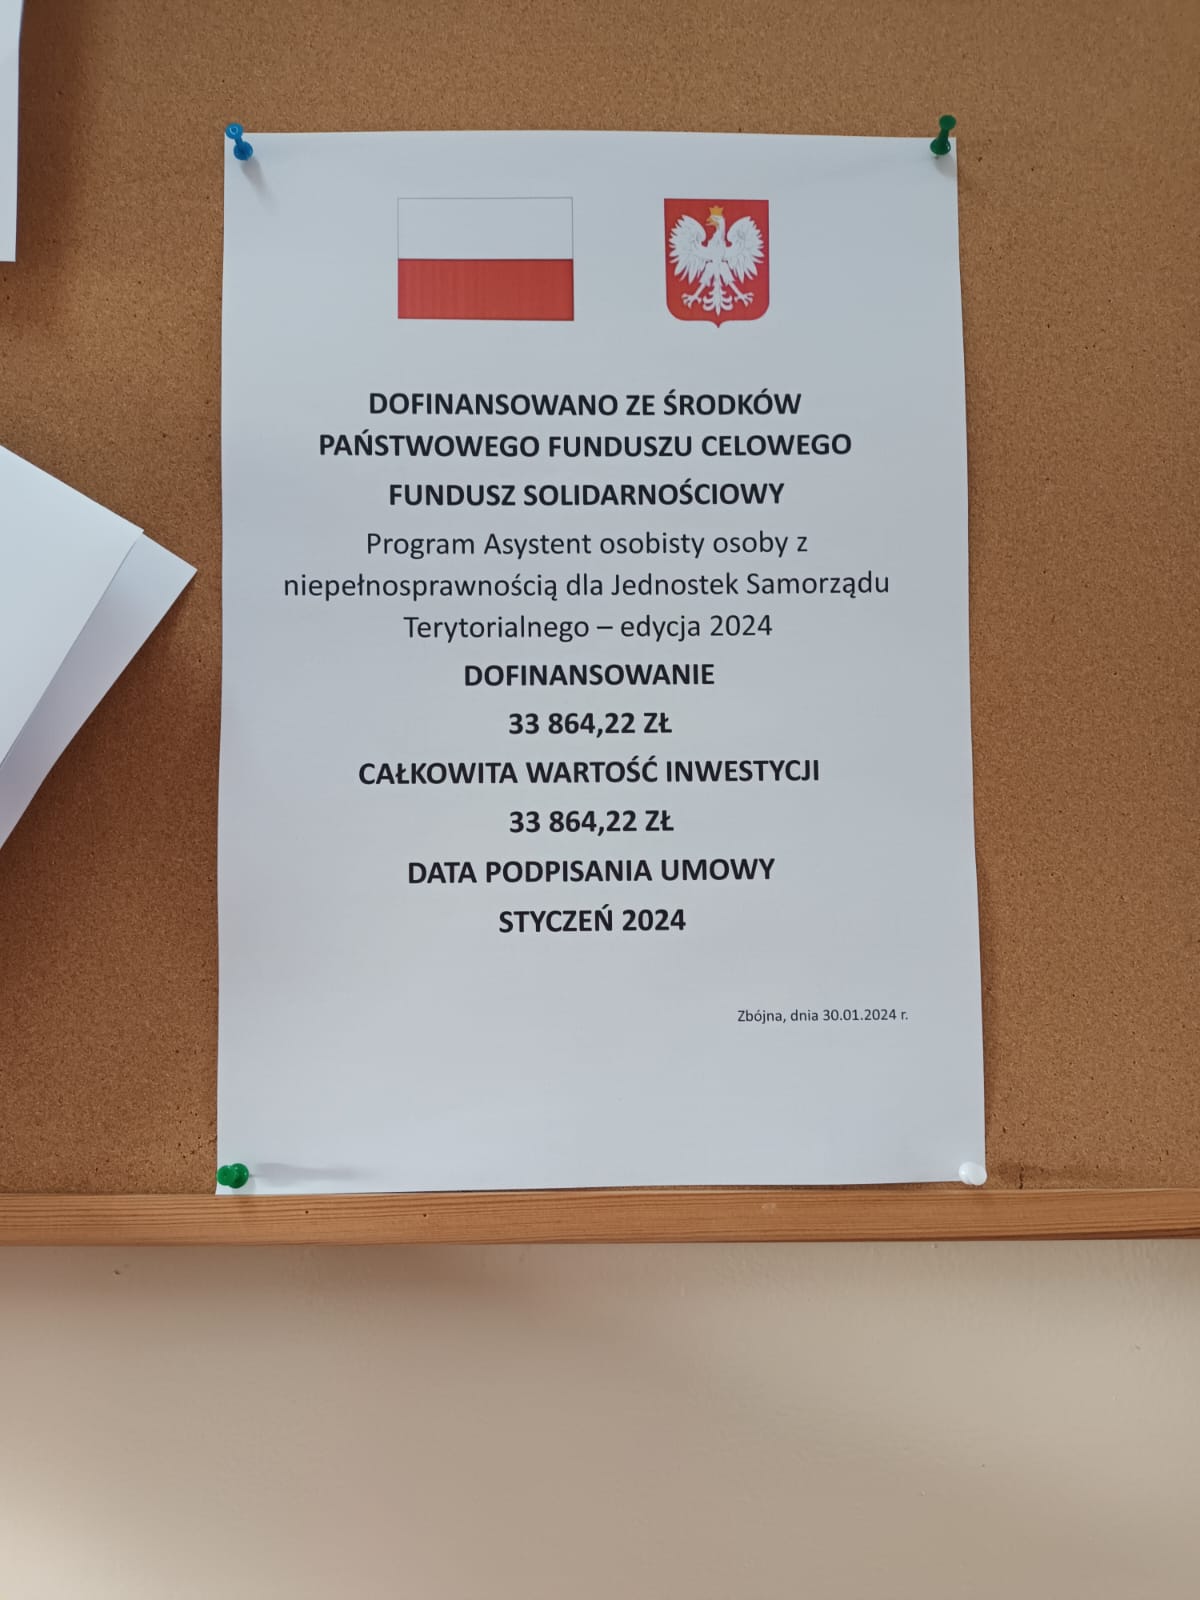 DOFINANSOWANO ZE ŚRODKÓW
PAŃSTWOWEGO FUNDUSZU CELOWEGO
FUNDUSZ SOLIDARNOŚCIOWY
Program Asystent osobisty osoby z
niepełnosprawnością dla Jednostek Samorządu
Terytorialnego – edycja 2024
DOFINANSOWANIE
33 864,22 ZŁ
CAŁKOWITA WARTOŚĆ INWESTYCJI
33 864,22 ZŁ
DATA PODPISANIA UMOWY
STYCZEŃ 2024
Zbójna, dnia 30.01.2024 r.